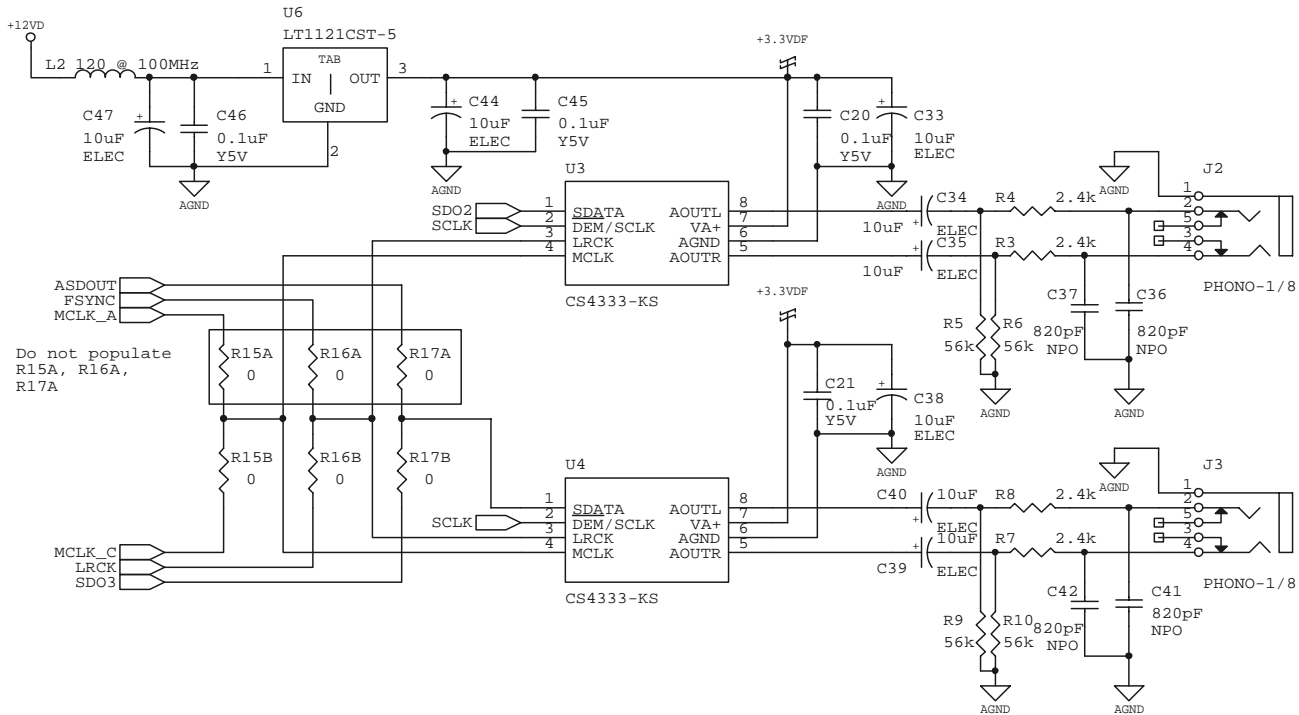 +12VD
L2 120 @ 100MHz
U6
LT1121CST-5
TAB
1
IN
OUT
3
GND
2
C47
10uF
ELEC
C46
0.1uF
Y5V
AGND
C44
10uF
ELEC
C45
0.1uF
Y5V
AGND
+3.3VDF
C20
0.1uF
Y5V
C33
10uF
ELEC
AGND
U3
SDO2
SCLK
1
2
3
4
SDATA
DEM/SCLK
LRCK
MCLK
AOUTL
VA+
AGND
AOUTR
8
7
6
5
CS4333-KS
C34
10uF
ELEC
C35
10uF
ELEC
R4
2.4k
R3
2.4k
R5
56k
R6
56k
AGND
C37
820pF
NPO
C36
820pF
NPO
AGND
AGND
J2
1
2
5
3
4
PHONO-1/8
ASDOUT
FSYNC
MCLK_A
Do not populate
R15A, R16A,
R17A
R15A
0
R16A
0
R17A
0
R15B
0
R16B
0
R17B
0
MCLK_C
LRCK
SDO3
+3.3VDF
C21
0.1uF
Y5V
C38
10uF
ELEC
AGND
U4
SCLK
1
2
3
4
SDATA
DEM/SCLK
LRCK
MCLK
AOUTL
VA+
AGND
AOUTR
8
7
6
5
CS4333-KS
C40
10uF
ELEC
10uF
C39
ELEC
R8
2.4k
R7
2.4k
R9
56k
R10
56k
AGND
C42
820pF
NPO
C41
820pF
NPO
AGND
AGND
J3
1
2
5
3
4
PHONO-1/8